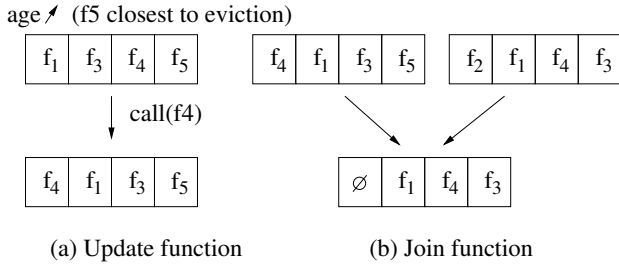 age (f5 closest to eviction)
f1 f3 f4 f5
call(f4)
f4 f1 f3 f5
(a) Update function
f4 f1 f3 f5
f2 f1 f4 f3
∅ f1 f4 f3
(b) Join function